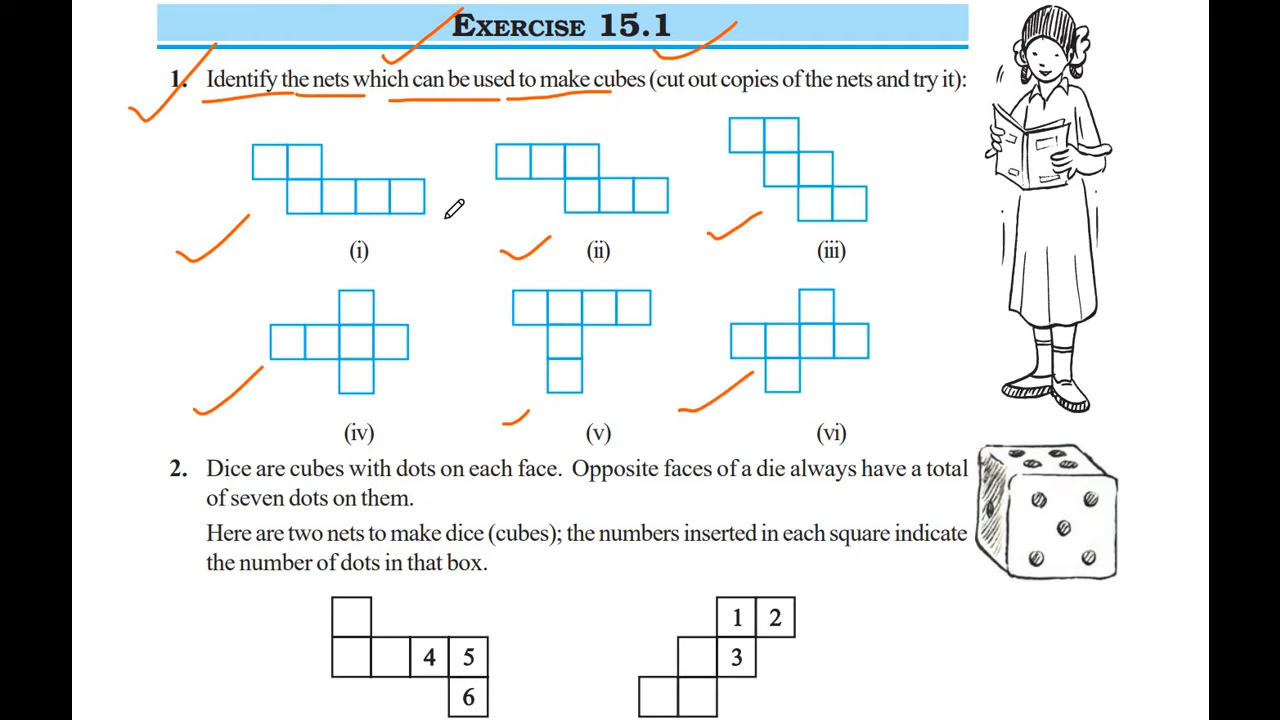 EXERCISE 15.1
1. Identify the nets which can be used to make cubes (cut out copies of the nets and try it):
(i) (ii) (iii)
(iv) (v) (vi)
2. Dice are cubes with dots on each face. Opposite faces of a die always have a total
of seven dots on them.
Here are two nets to make dice (cubes); the numbers inserted in each square indicate
the number of dots in that box.
1 2
4 5 3
6